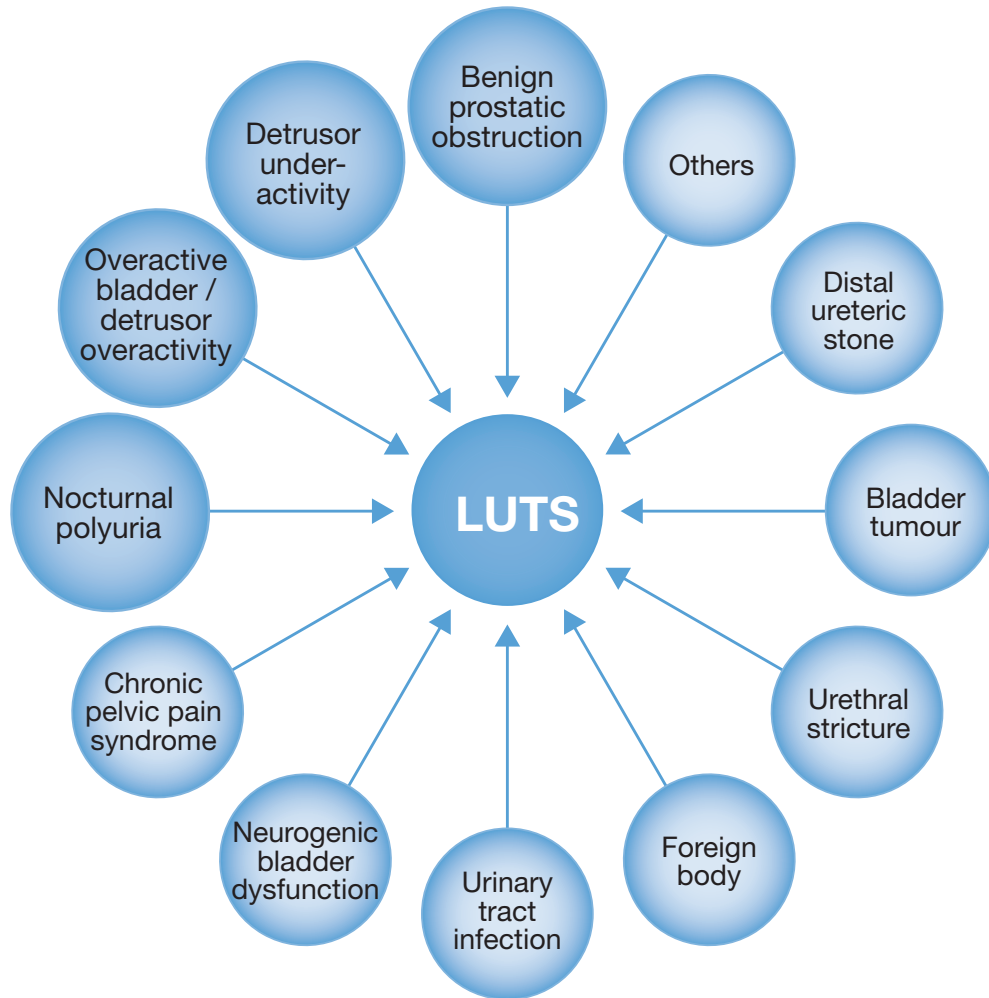 Benign
prostatic
obstruction
Others
Distal
ureteric
stone
Bladder
tumour
Urethral
stricture
Foreign
body
Urinary
tract
infection
Neurogenic
bladder
dysfunction
Chronic
pelvic pain
syndrome
Nocturnal
polyuria
Overactive
bladder /
detrusor
overactivity
Detrusor
under-
activity
LUTS